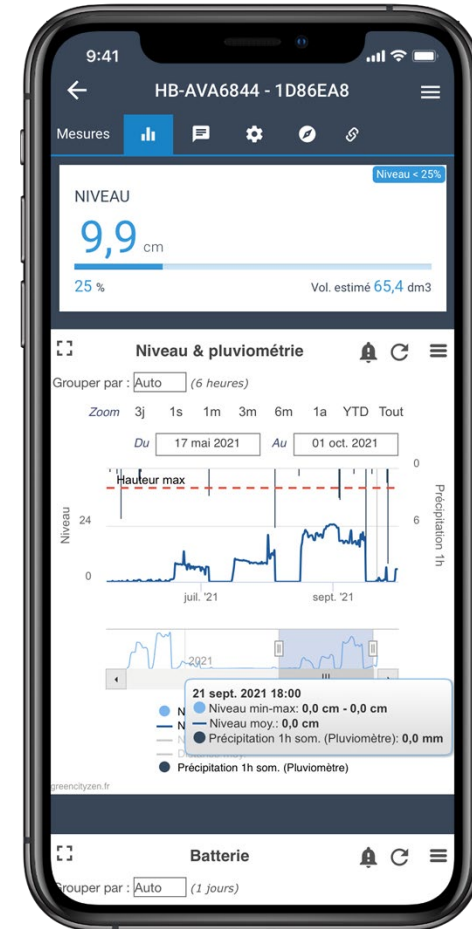 9:41
HB-AVA6844 - 1D86EA8
Mesures
Niveau < 25%
NIVEAU
9,9 cm
25 % Vol. estimé 65,4 dm3
Niveau & pluviométrie
Grouper par : Auto (6 heures)
Zoom 3j 1s 1m 3m 6m 1a YTD Tout
Du 17 mai 2021 Au 01 oct. 2021
0
Hauteur max
Niveau
24 6
0
Précipitation 1h
juil. '21 sept. '21
2021
21 sept. 2021 18:00
Niveau min-max: 0,0 cm - 0,0 cm
Niveau moy.: 0,0 cm
Précipitation 1h som. (Pluviomètre): 0,0 mm
Précipitation 1h som. (Pluviomètre)
greencityzen.fr
Batterie
Grouper par : Auto (1 jours)